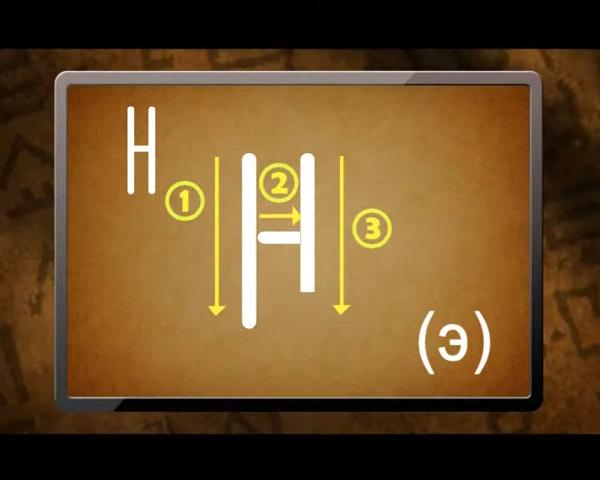 ㅐ
① ㅐ ② ③
(э)